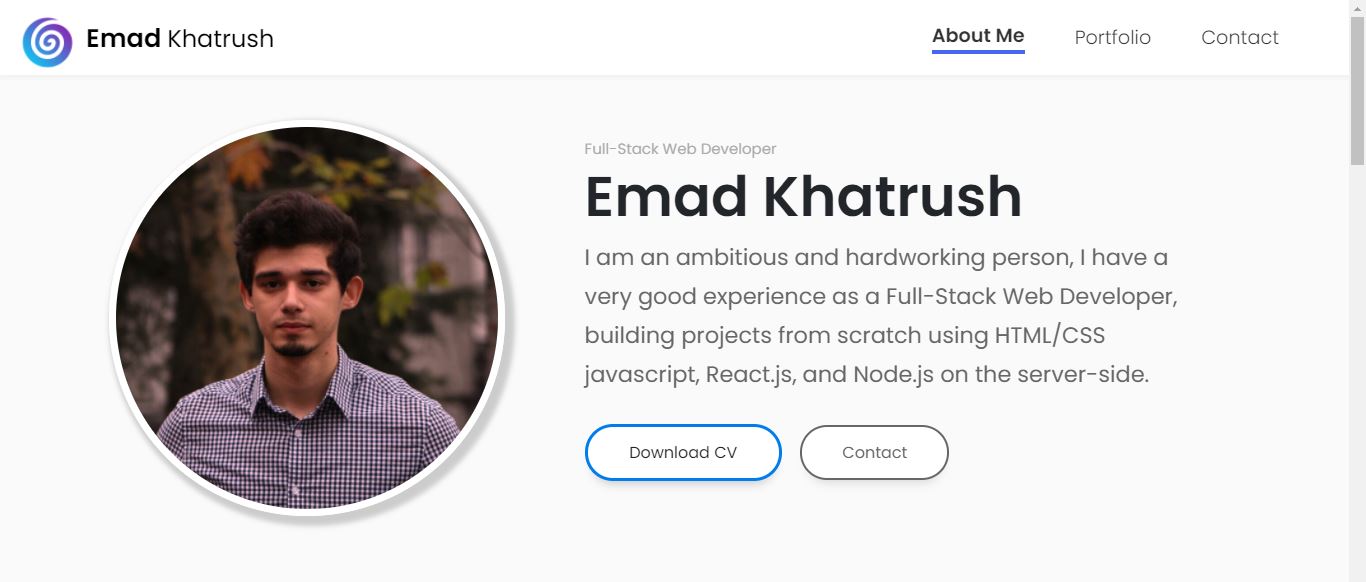 Emad Khatrush
About Me
Portfolio
Contact
Full-Stack Web Developer
Emad Khatrush
I am an ambitious and hardworking person, I have a
very good experience as a Full-Stack Web Developer,
building projects from scratch using HTML/CSS
javascript, React.js, and Node.js on the server-side.
Download CV
Contact